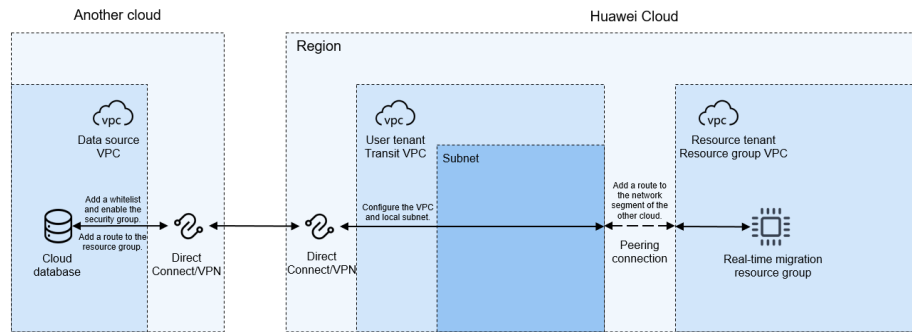 Another cloud
Huawei Cloud
Region
vpc
Data source
VPC
vpc
User tenant
Transit VPC
vpc
Resource tenant
Resource group VPC
Subnet
Add a whitelist
and enable the
security group.
Add a route to the
resource group.
Configure the VPC
and local subnet.
Add a route to
the network
segment of the
other cloud.
Cloud
database
Direct
Connect/VPN
Direct
Connect/VPN
Peering
connection
Real-time migration
resource group